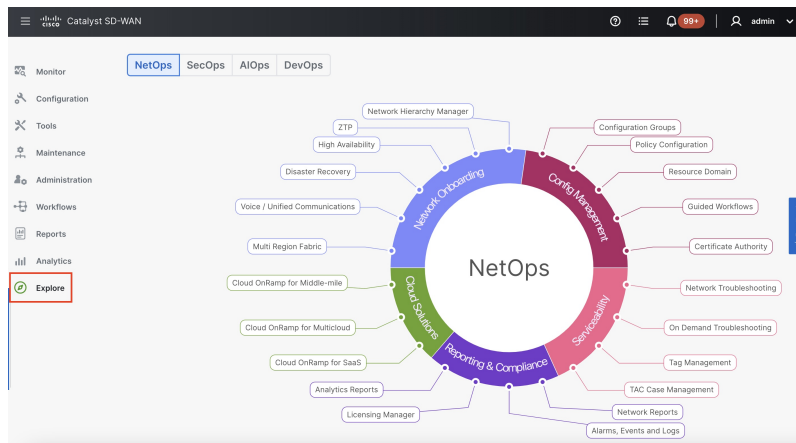 cisco Catalyst SD-WAN
99+
admin
Monitor
Configuration
Tools
Maintenance
Administration
Workflows
Reports
Analytics
Explore
NetOps SecOps AIOps DevOps
Network Hierarchy Manager
ZTP
High Availability
Disaster Recovery
Voice / Unified Communications
Multi Region Fabric
Cloud OnRamp for Middle-mile
Cloud OnRamp for Multicloud
Cloud OnRamp for SaaS
Analytics Reports
Licensing Manager
Alarms, Events and Logs
Network Reports
TAC Case Management
Tag Management
On Demand Troubleshooting
Network Troubleshooting
Certificate Authority
Guided Workflows
Resource Domain
Policy Configuration
Configuration Groups
Network Onboarding
Config Management
Serviceability
Reporting & Compliance
Cloud Solutions
NetOps